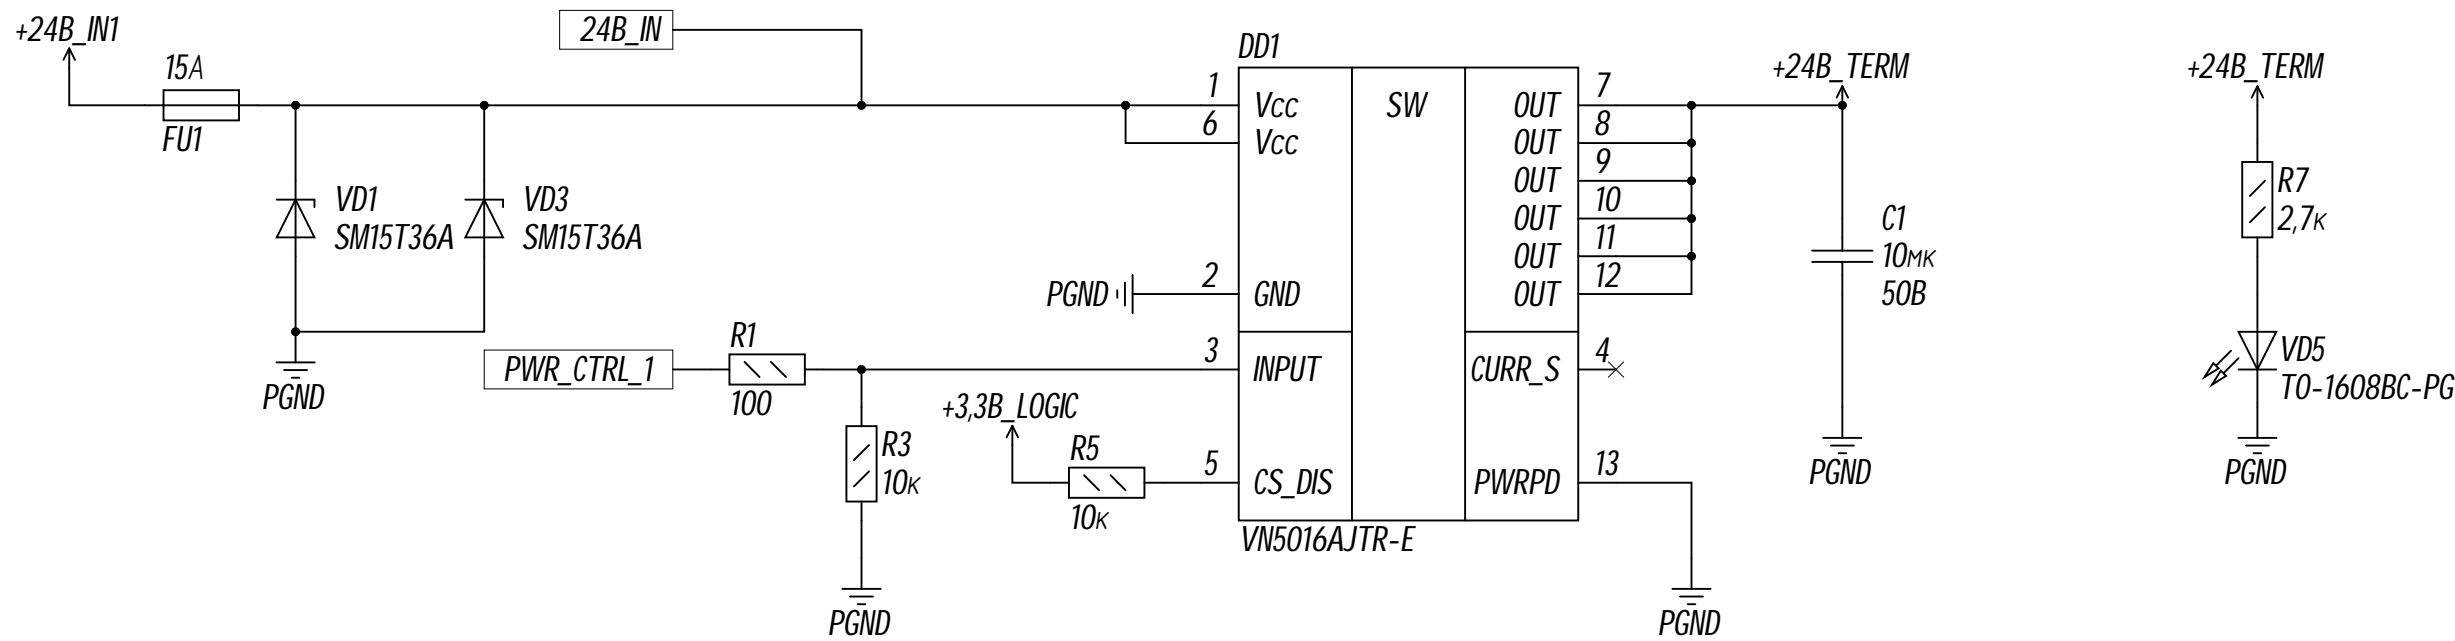 +24В_IN1
15А
FU1
24В_IN
VD1
SM15T36A
VD3
SM15T36A
PGND
PWR_CTRL_1
R1
100
R3
10к
PGND
+3,3В_LOGIC
R5
10к
PGND
DD1
1
6
2
3
5
Vcc
Vcc
GND
INPUT
CS_DIS
SW
OUT
OUT
OUT
OUT
OUT
OUT
CURR_S
PWRPD
7
8
9
10
11
12
4
13
VN5016AJTR-E
PGND
+24В_TERM
C1
10мк
50В
PGND
+24В_TERM
R7
2,7к
VD5
TO-1608BC-PG
PGND